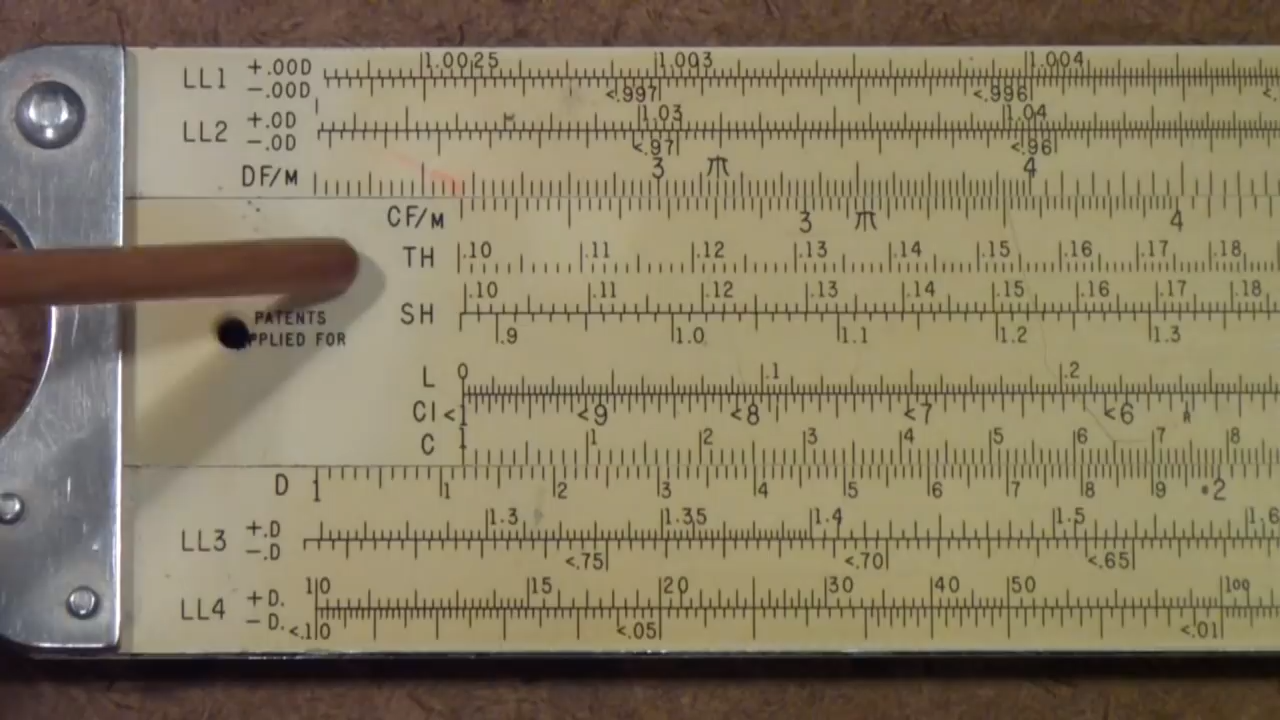 LL1 +.00D 1.0025 1.003 1.004
-.00D <.997 <.996
LL2 +.0D 1.03 1.04
-.0D <.97 <.96
DF/M 3 π 4
CF/M 3 π 4
TH .10 .11 .12 .13 .14 .15 .16 .17 .18
SH .10 .11 .12 .13 .14 .15 .16 .17 .18
.9 1.0 1.1 1.2 1.3
PATENTS
APPLIED FOR
L 0 .1 .2
CI <1 <9 <8 <7 <6 R
C 1 1 2 3 4 5 6 7 8
D 1 1 2 3 4 5 6 7 8 9 2
LL3 +.D 1.3 1.35 1.4 1.5 1.6
-.D <.75 <.70 <.65
LL4 +D. 10 15 20 30 40 50 100
-D. <.10 <.05 <.01